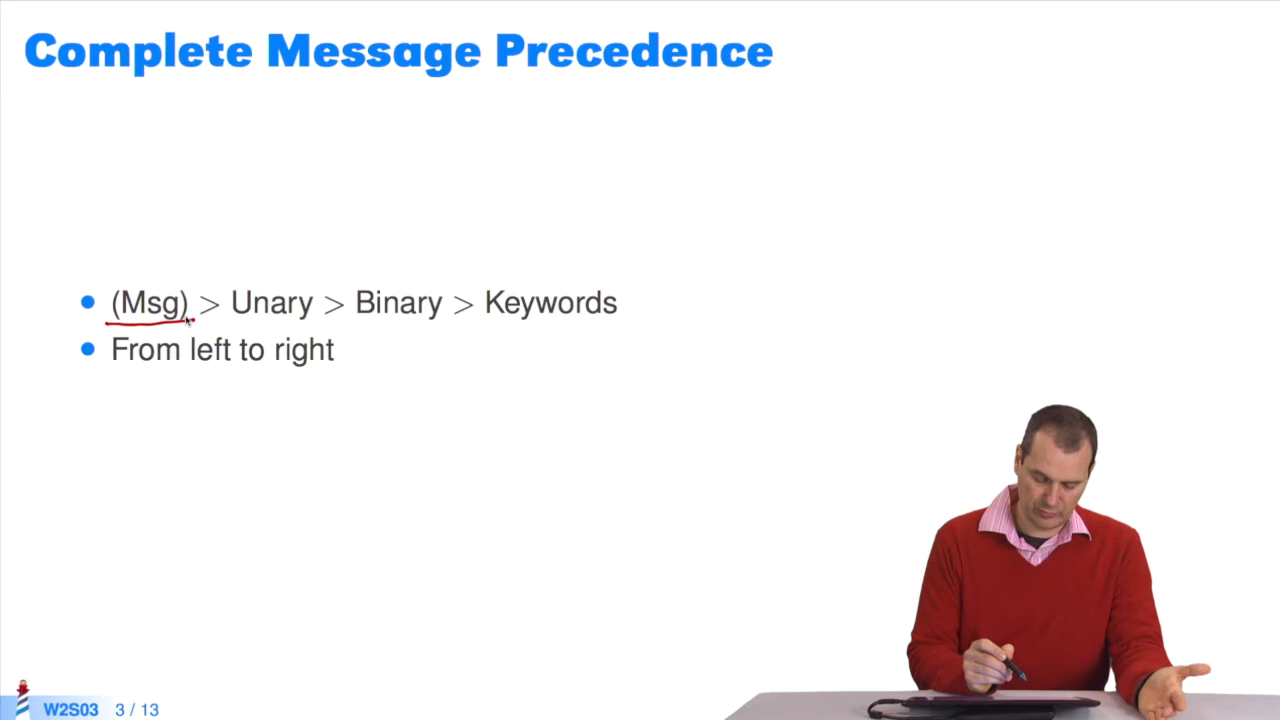 Complete Message Precedence
(Msg) > Unary > Binary > Keywords
From left to right
W2S03 3 / 13